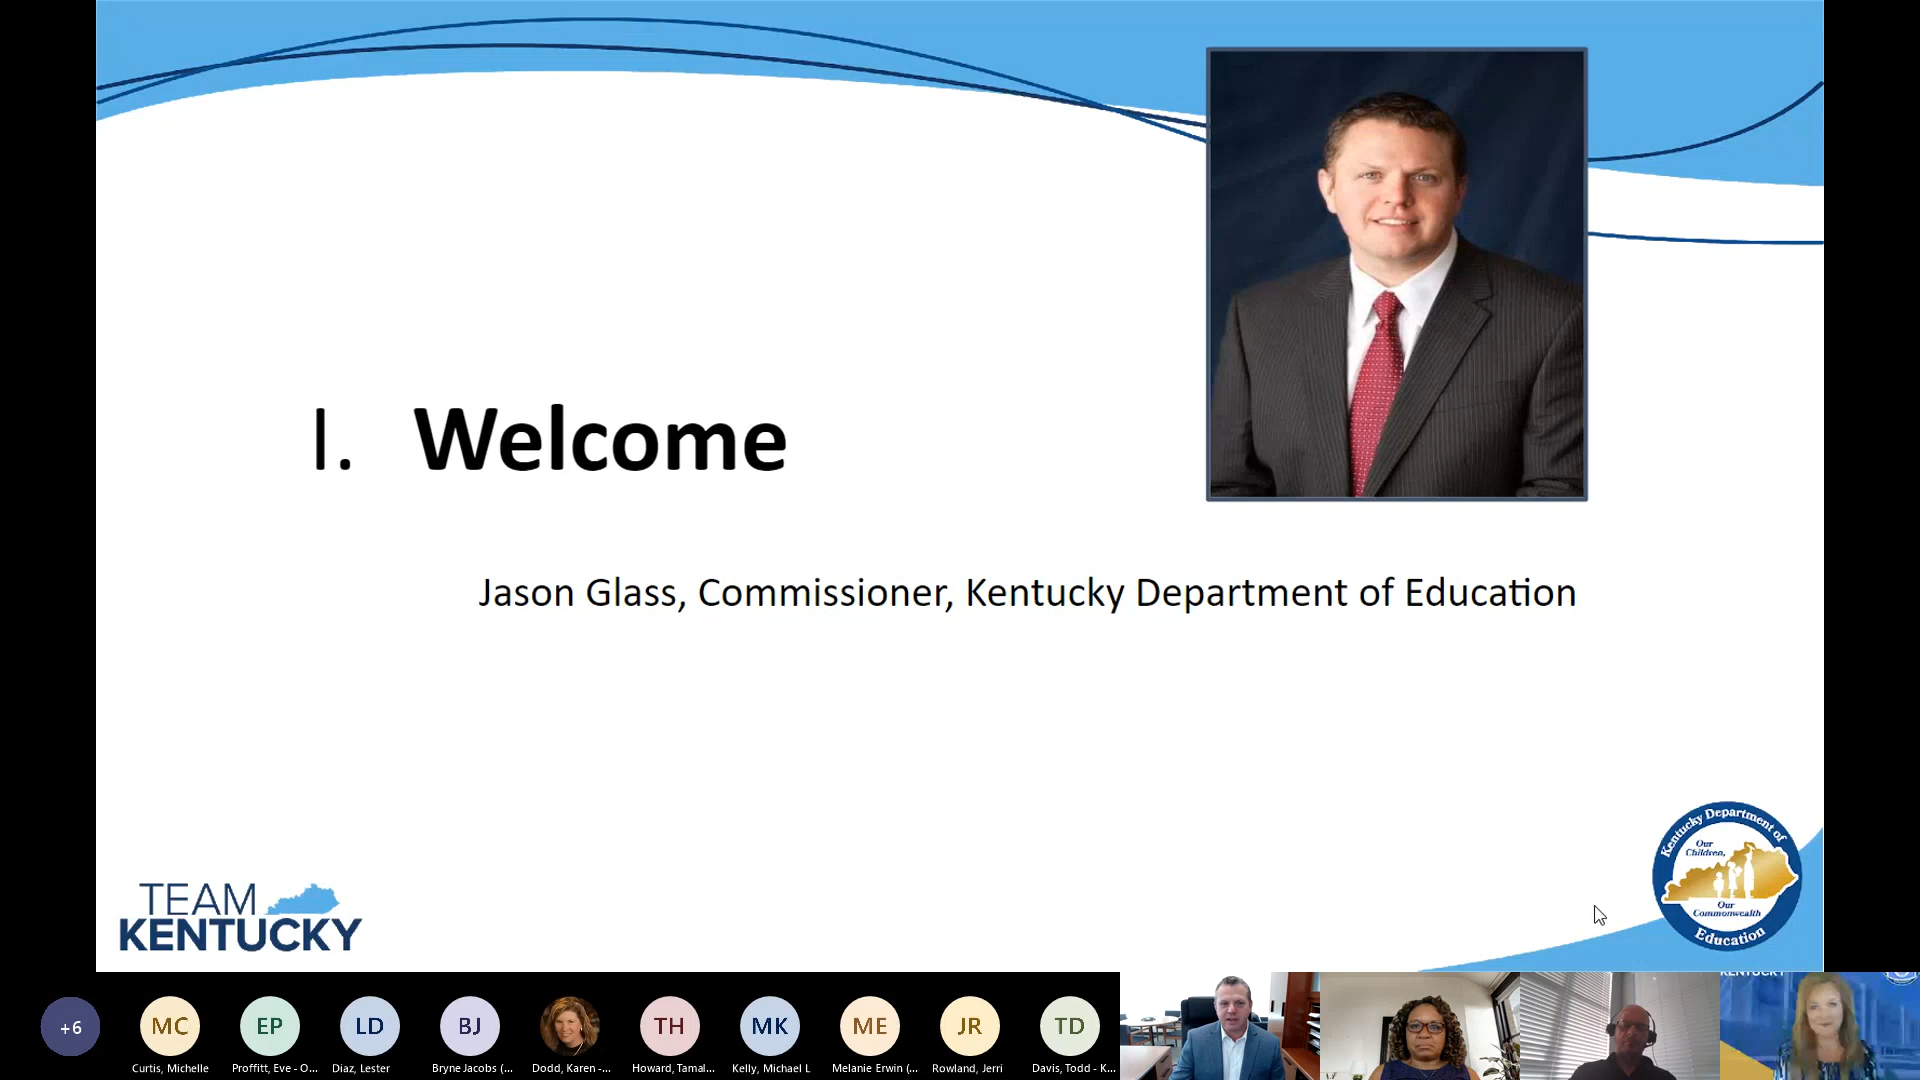 I. Welcome
Jason Glass, Commissioner, Kentucky Department of Education
TEAM
KENTUCKY
Kentucky Department of
Our
Children,
Our
Commonwealth
Education
KENTUCKY
+6
MC
EP
LD
BJ
TH
MK
ME
JR
TD
Curtis, Michelle
Proffitt, Eve - O...
Diaz, Lester
Bryne Jacobs (...
Dodd, Karen -...
Howard, Tamal...
Kelly, Michael L
Melanie Erwin (...
Rowland, Jerri
Davis, Todd - K...